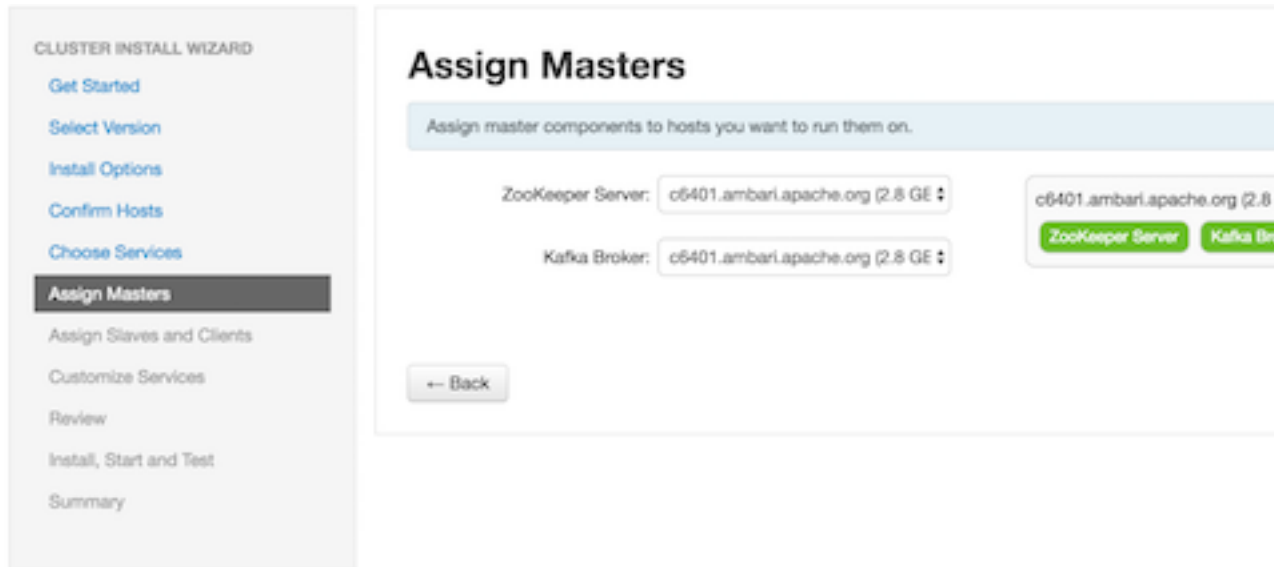 CLUSTER INSTALL WIZARD
Get Started
Select Version
Install Options
Confirm Hosts
Choose Services
Assign Masters
Assign Slaves and Clients
Customize Services
Review
Install, Start and Test
Summary
Assign Masters
Assign master components to hosts you want to run them on.
ZooKeeper Server: c6401.ambari.apache.org (2.8 GE
Kafka Broker: c6401.ambari.apache.org (2.8 GE
← Back
c6401.ambari.apache.org (2.8
ZooKeeper Server Kafka Br